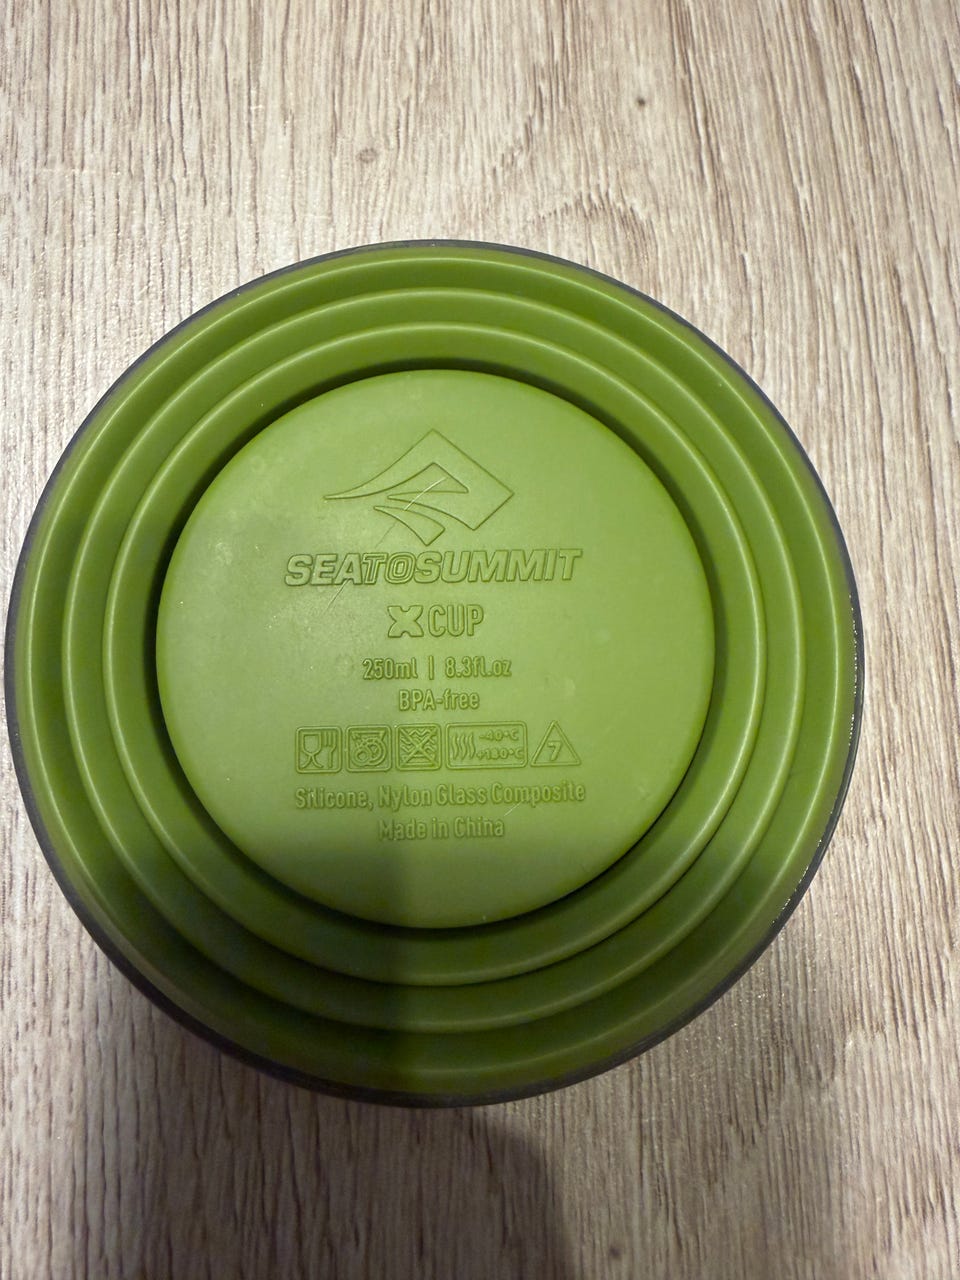 SEATOSUMMIT
X CUP
250ml | 8.3fl.oz
BPA-free
-40°C
+180°C
7
Silicone, Nylon Glass Composite
Made in China